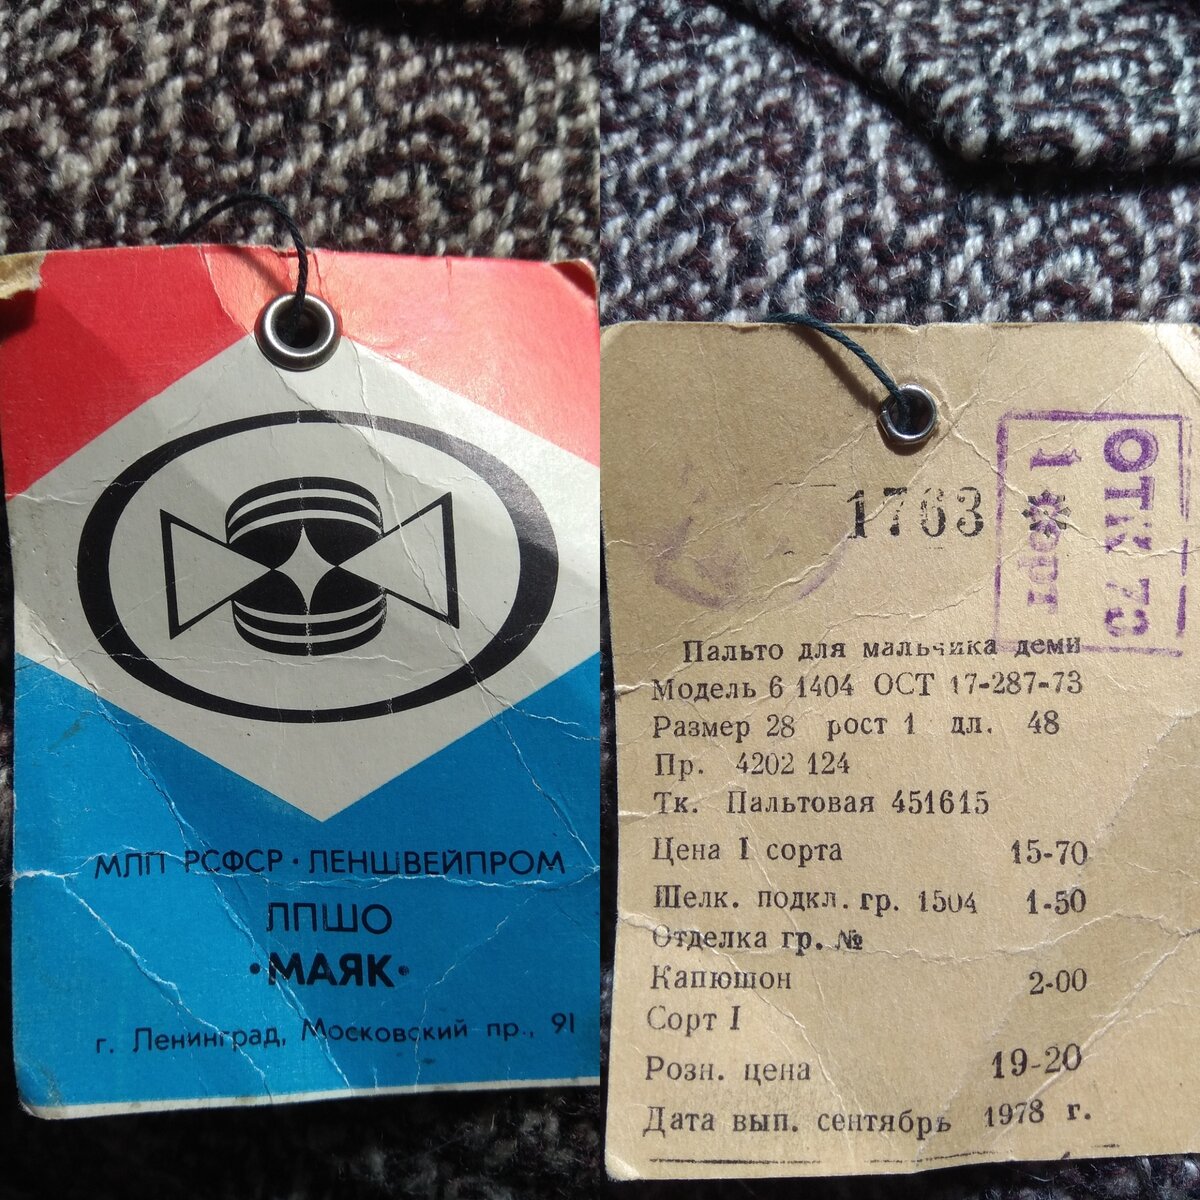 МЛП РСФСР · ЛЕНШВЕЙПРОМ
ЛПШО
·МАЯК·
г. Ленинград, Московский пр., 91
1763 ✱
ОТК 73
1 сорт
Пальто для мальчика деми
Модель 6 1404 ОСТ 17-287-73
Размер 28 рост 1 дл. 48
Пр. 4202 124
Тк. Пальтовая 451615
Цена I сорта 15-70
Шелк. подкл. гр. 1504 1-50
Отделка гр. №
Капюшон 2-00
Сорт I
Розн. цена 19-20
Дата вып. сентябрь 1978 г.